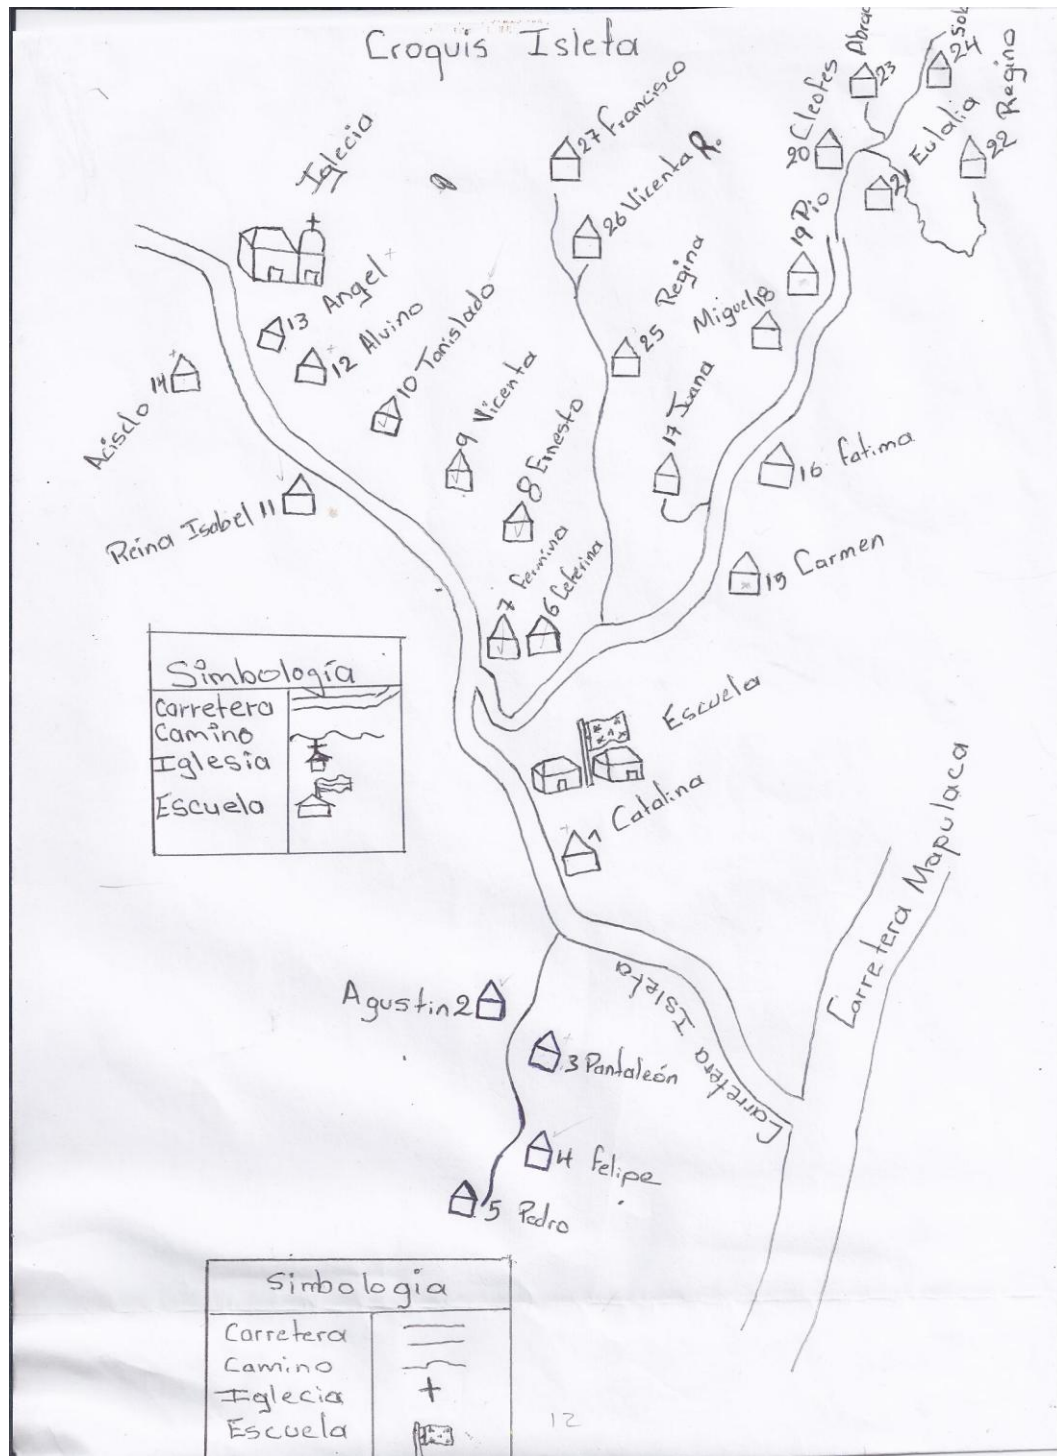 Croquis Isleta
Iglecia
27 Francisco
26 Vicenta R.
25 Regina
20 Cleofes
23
24
22 Regino
21 Eulalia
19 Pio
Miguel 18
17 Juana
16 Fatima
15 Carmen
13 Angel
12 Alvino
10 Tanislado
9 Vicenta
8 Ernesto
7 Fermina
6 Ceferina
Acisclo 14
Reina Isabel 11
Simbología
Carretera
Camino
Iglesia
Escuela
Escuela
1 Catalina
Carretera Mapulaca
Carretera Isleta
Agustin 2
3 Pantaleón
4 Felipe
5 Pedro
Simbologia
Carretera
Camino
Iglecia
Escuela
12